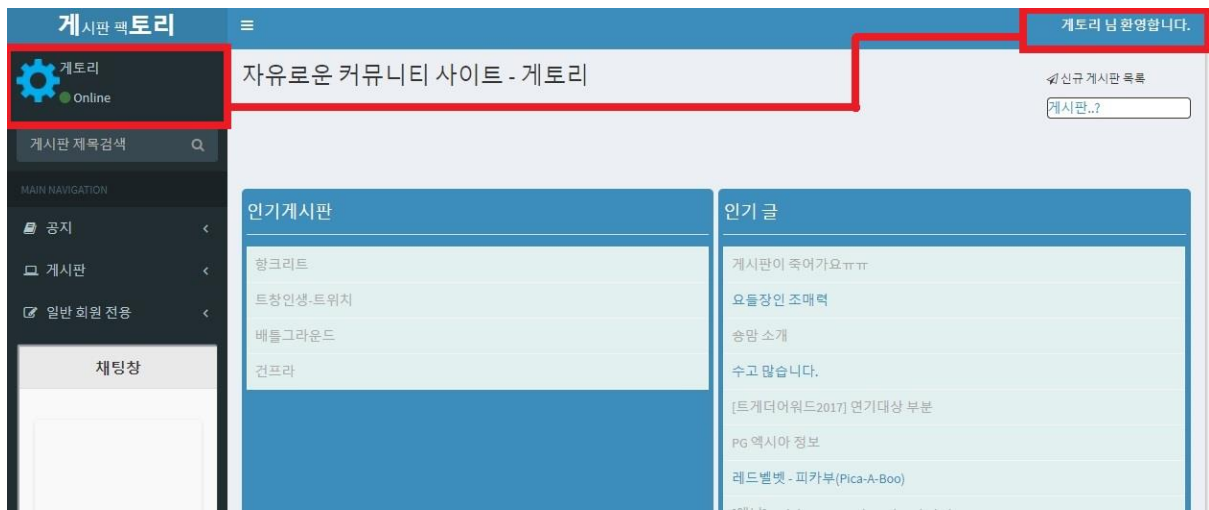 게시판 팩토리
게토리 님 환영합니다.
게토리
Online
자유로운 커뮤니티 사이트 - 게토리
신규 게시판 목록
게시판..?
게시판 제목검색
MAIN NAVIGATION
공지
게시판
일반 회원 전용
채팅창
인기게시판
항크리트
트창인생-트위치
배틀그라운드
건프라
인기 글
게시판이 죽어가요ㅠㅠ
요들장인 조매력
숑맘 소개
수고 많습니다.
[트게더어워드2017] 연기대상 부분
PG 엑시아 정보
레드벨벳 - 피카부(Pica-A-Boo)